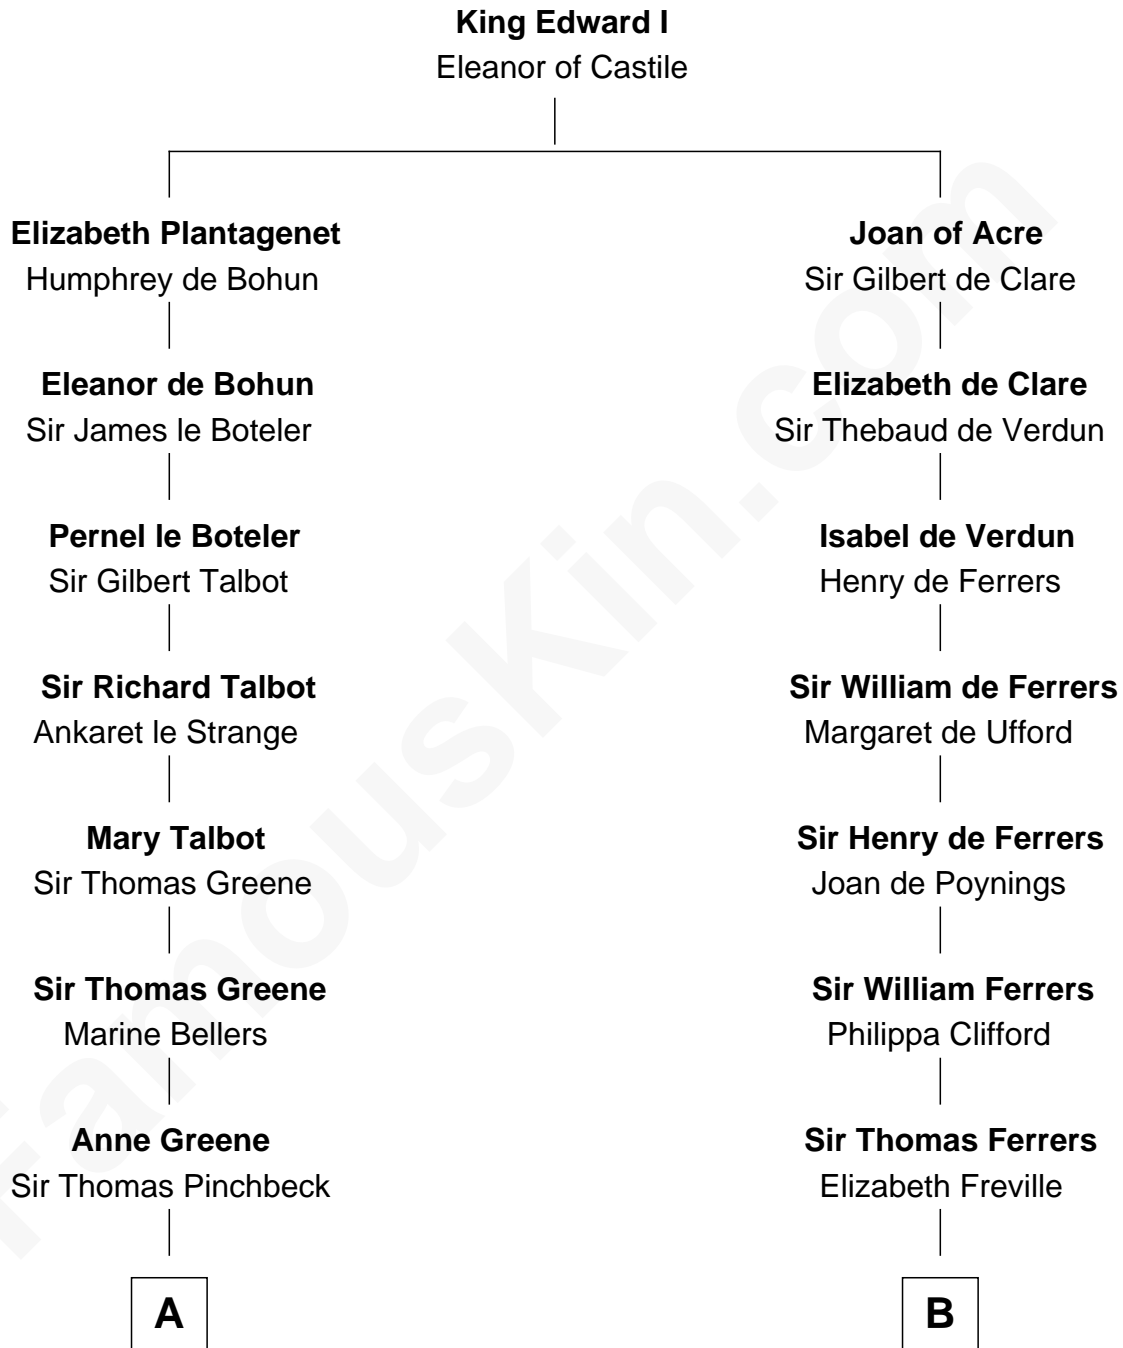 King Edward I
Eleanor of Castile
Elizabeth Plantagenet
Humphrey de Bohun
Joan of Acre
Sir Gilbert de Clare
Eleanor de Bohun
Sir James le Boteler
Elizabeth de Clare
Sir Thebaud de Verdun
Pernel le Boteler
Sir Gilbert Talbot
Isabel de Verdun
Henry de Ferrers
Sir Richard Talbot
Ankaret le Strange
Sir William de Ferrers
Margaret de Ufford
Mary Talbot
Sir Thomas Greene
Sir Henry de Ferrers
Joan de Poynings
Sir Thomas Greene
Marine Bellers
Sir William Ferrers
Philippa Clifford
Anne Greene
Sir Thomas Pinchbeck
Sir Thomas Ferrers
Elizabeth Freville
A
B
FamousKin.com